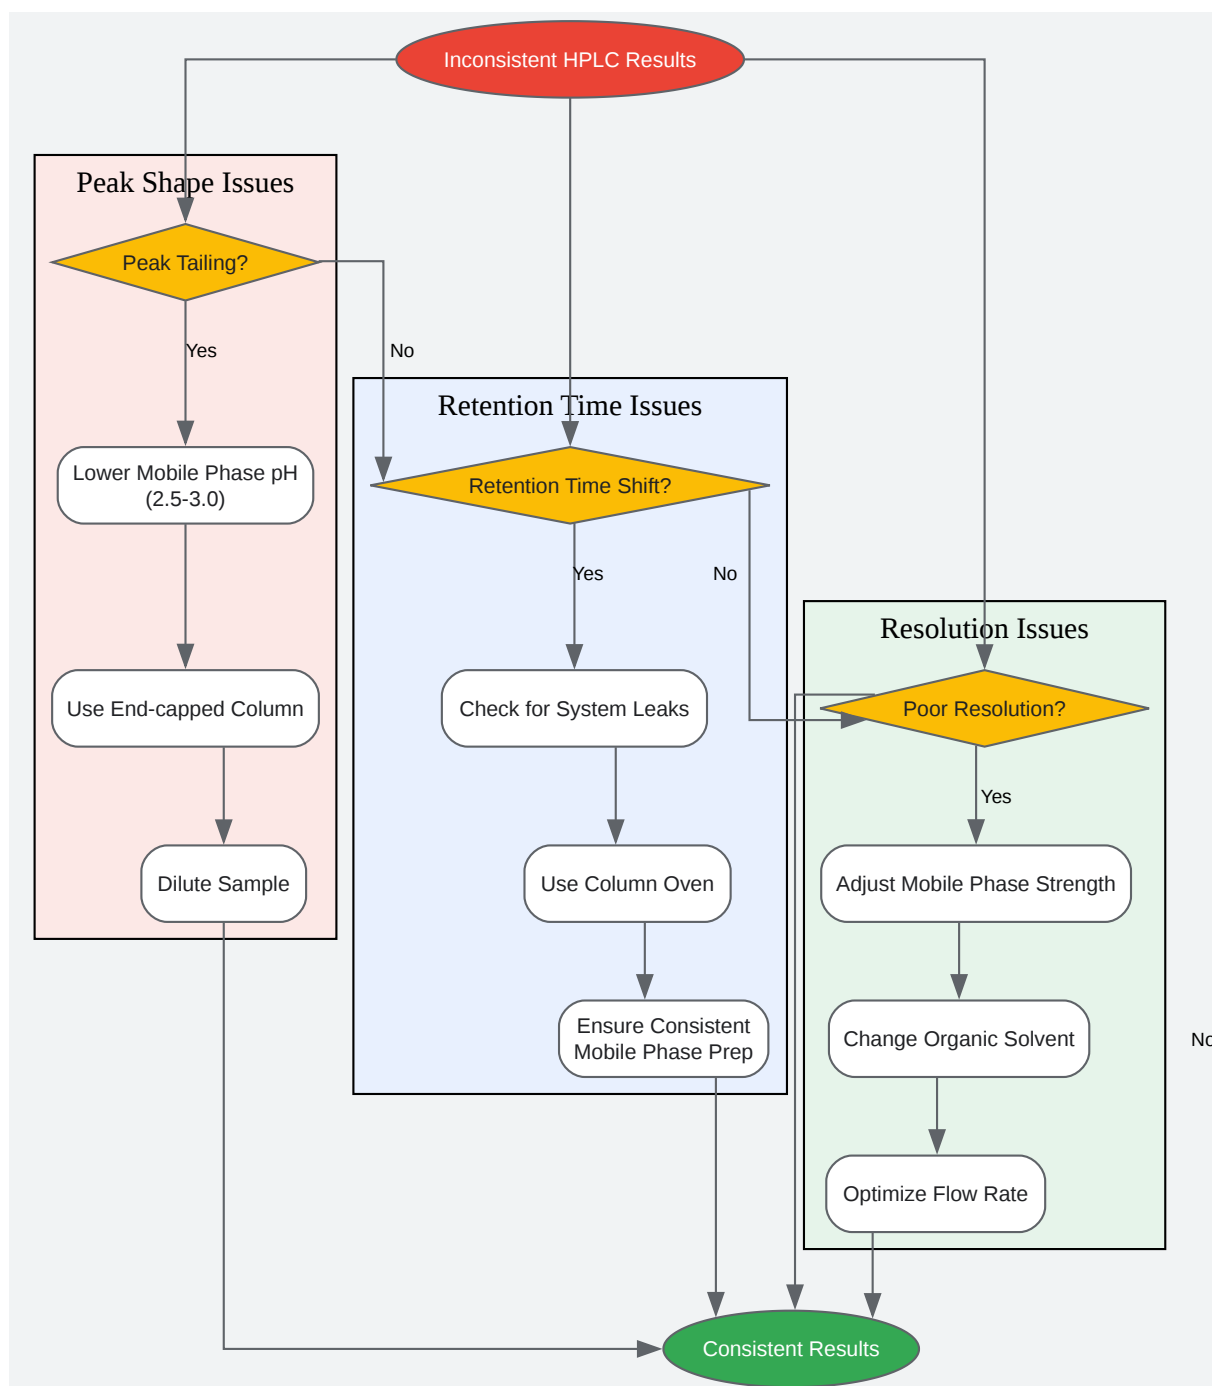 Inconsistent HPLC Results
Peak Shape Issues
Peak Tailing?
Yes
No
Lower Mobile Phase pH
(2.5-3.0)
Use End-capped Column
Dilute Sample
Retention Time Issues
Retention Time Shift?
Yes
No
Check for System Leaks
Use Column Oven
Ensure Consistent
Mobile Phase Prep
Resolution Issues
Poor Resolution?
Yes
Adjust Mobile Phase Strength
Change Organic Solvent
No
Optimize Flow Rate
Consistent Results